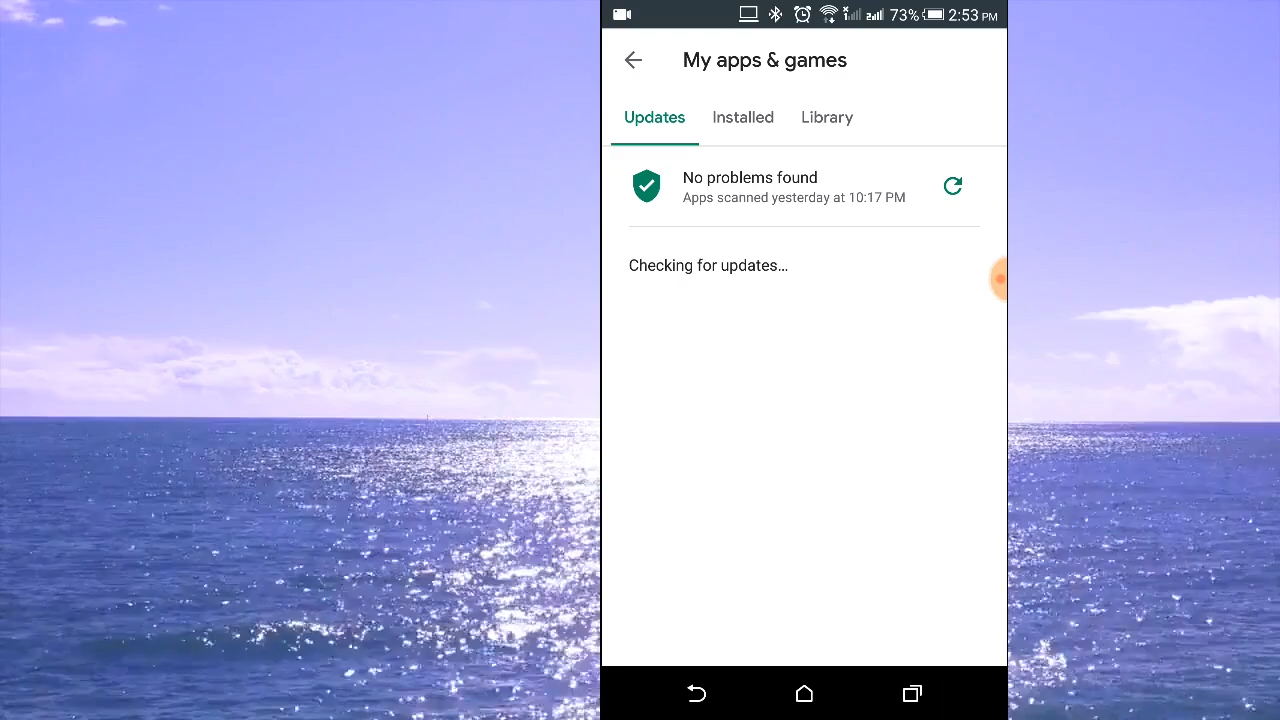 73% 2:53 PM
My apps & games
Updates Installed Library
No problems found
Apps scanned yesterday at 10:17 PM
Checking for updates…